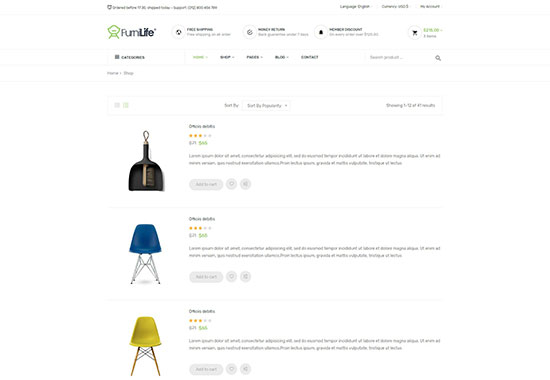 Ordered before 17:30, shipped today - Support: (012) 800 456 789
Language: English
Currency: USD $
My Account
FurniLife
FREE SHIPPING
Free shipping on all order
MONEY RETURN
Back guarantee under 7 days
MEMBER DISCOUNT
On every order over
2 items
CATEGORIES
HOME SHOP PAGES BLOG CONTACT
Search product ...
Home Shop
Sort By: Sort By Popularity
Showing 1-12 of 41 results
Officiis debitis
$71 $65
Lorem ipsum dolor sit amet, consectetur adipisicing elit, sed do eiusmod tempor incididunt ut labore et dolore magna aliqua. Ut enim ad
minim veniam, quis nostrud exercitation ullamco,Proin lectus ipsum, gravida et mattis vulputate, tristique ut lectus
Add to cart
Officiis debitis
$71 $65
Lorem ipsum dolor sit amet, consectetur adipisicing elit, sed do eiusmod tempor incididunt ut labore et dolore magna aliqua. Ut enim ad
minim veniam, quis nostrud exercitation ullamco,Proin lectus ipsum, gravida et mattis vulputate, tristique ut lectus
Add to cart
Officiis debitis
$71 $65
Lorem ipsum dolor sit amet, consectetur adipisicing elit, sed do eiusmod tempor incididunt ut labore et dolore magna aliqua. Ut enim ad
minim veniam, quis nostrud exercitation ullamco,Proin lectus ipsum, gravida et mattis vulputate, tristique ut lectus
Add to cart